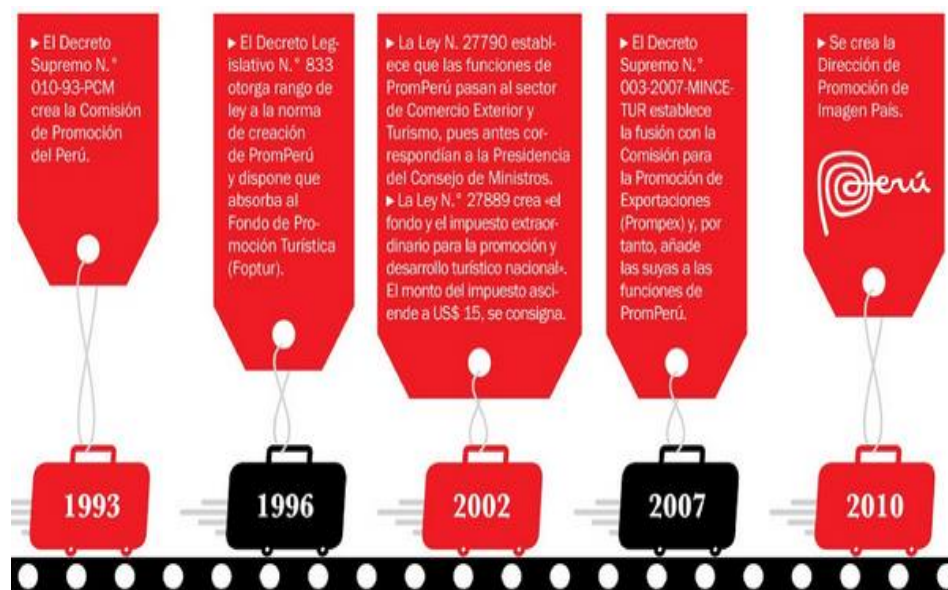 ► El Decreto
Supremo N.°
010-93-PCM
crea la Comisión
de Promoción
del Perú.
► El Decreto Leg-
islativo N.° 833
otorga rango de
ley a la norma
de creación
de PromPerú
y dispone que
absorba al
Fondo de Pro-
moción Turística
(Foptur).
► La Ley N. 27790 establ-
ece que las funciones de
PromPerú pasan al sector
de Comercio Exterior y
Turismo, pues antes cor-
respondían a la Presidencia
del Consejo de Ministros.
► La Ley N.° 27889 crea «el
fondo y el impuesto extraor-
dinario para la promoción y
desarrollo turístico nacional».
El monto del impuesto asci-
ende a US$ 15, se consigna.
► El Decreto
Supremo N.°
003-2007-MINCE-
TUR establece
la fusión con la
Comisión para
la Promoción de
Exportaciones
(Prompex) y, por
tanto, añade
las suyas a las
funciones de
PromPerú.
► Se crea la
Dirección de
Promoción de
Imagen País.
Perú
1993
1996
2002
2007
2010